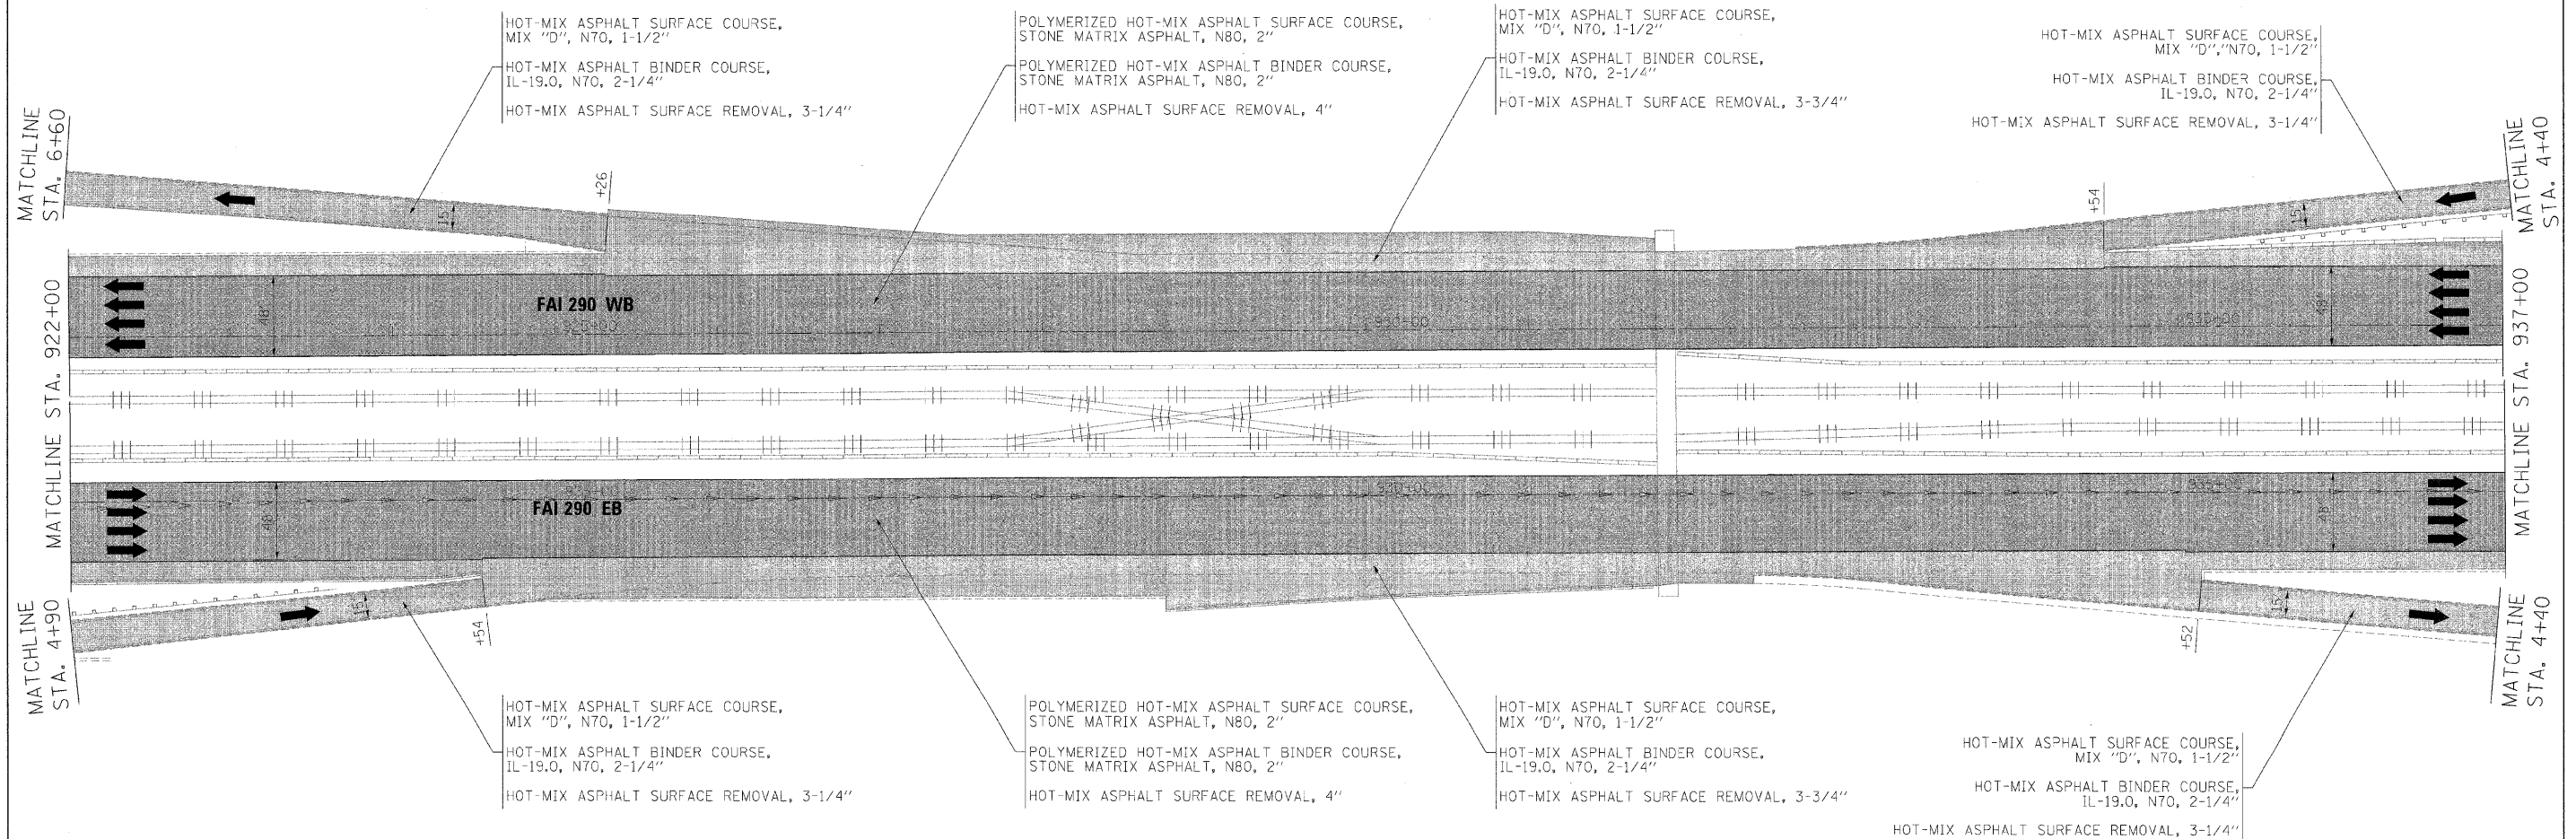 HOT-MIX ASPHALT SURFACE COURSE,
MIX "D", N70, 1-1/2"
HOT-MIX ASPHALT BINDER COURSE,
IL-19.0, N70, 2-1/4"
HOT-MIX ASPHALT SURFACE REMOVAL, 3-1/4"
POLYMERIZED HOT-MIX ASPHALT SURFACE COURSE,
STONE MATRIX ASPHALT, N80, 2"
POLYMERIZED HOT-MIX ASPHALT BINDER COURSE,
STONE MATRIX ASPHALT, N80, 2"
HOT-MIX ASPHALT SURFACE REMOVAL, 4"
HOT-MIX ASPHALT SURFACE COURSE,
MIX "D", N70, 1-1/2"
HOT-MIX ASPHALT BINDER COURSE,
IL-19.0, N70, 2-1/4"
HOT-MIX ASPHALT SURFACE REMOVAL, 3-3/4"
HOT-MIX ASPHALT SURFACE COURSE,
MIX "D", N70, 1-1/2"
HOT-MIX ASPHALT BINDER COURSE,
IL-19.0, N70, 2-1/4"
HOT-MIX ASPHALT SURFACE REMOVAL, 3-1/4"
MATCHLINE
STA. 6+60
+26
+54
MATCHLINE
STA. 4+40
15'
15'
MATCHLINE STA. 922+00
48'
FAI 290 WB
925+00
930+00
935+00
48'
MATCHLINE STA. 937+00
48'
FAI 290 EB
930+00
935+00
48'
MATCHLINE
STA. 4+90
15'
+54
+52
15'
MATCHLINE
STA. 4+40
HOT-MIX ASPHALT SURFACE COURSE,
MIX "D", N70, 1-1/2"
HOT-MIX ASPHALT BINDER COURSE,
IL-19.0, N70, 2-1/4"
HOT-MIX ASPHALT SURFACE REMOVAL, 3-1/4"
POLYMERIZED HOT-MIX ASPHALT SURFACE COURSE,
STONE MATRIX ASPHALT, N80, 2"
POLYMERIZED HOT-MIX ASPHALT BINDER COURSE,
STONE MATRIX ASPHALT, N80, 2"
HOT-MIX ASPHALT SURFACE REMOVAL, 4"
HOT-MIX ASPHALT SURFACE COURSE,
MIX "D", N70, 1-1/2"
HOT-MIX ASPHALT BINDER COURSE,
IL-19.0, N70, 2-1/4"
HOT-MIX ASPHALT SURFACE REMOVAL, 3-3/4"
HOT-MIX ASPHALT SURFACE COURSE,
MIX "D", N70, 1-1/2"
HOT-MIX ASPHALT BINDER COURSE,
IL-19.0, N70, 2-1/4"
HOT-MIX ASPHALT SURFACE REMOVAL, 3-1/4"